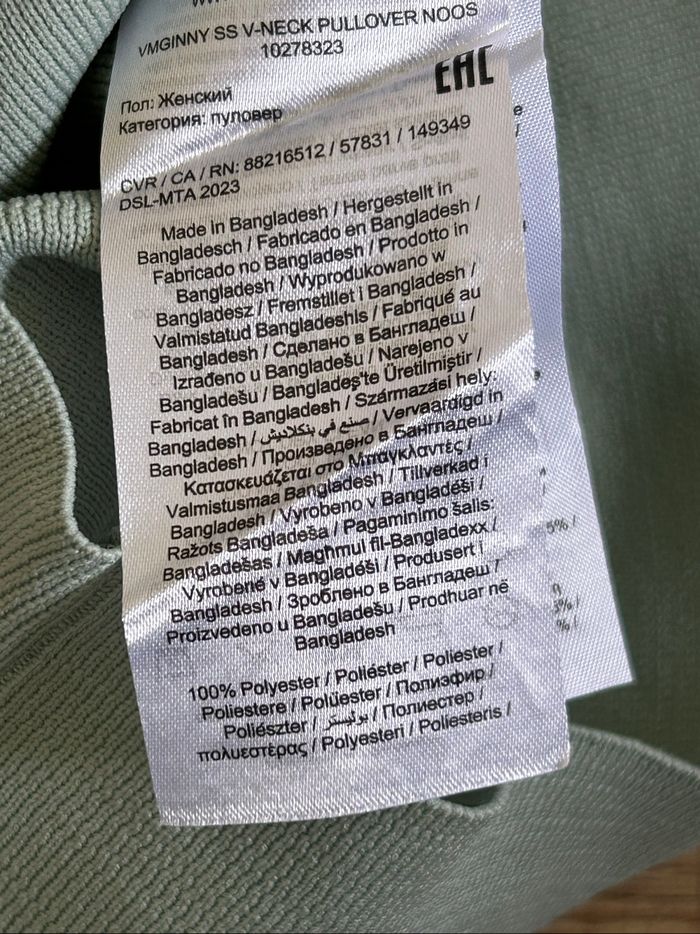 VMGINNY SS V-NECK PULLOVER NOOS
10278323
EAC
Пол: Женский
Категория: пуловер
CVR / CA / RN: 88216512 / 57831 / 149349
DSL-MTA 2023
Made in Bangladesh / Hergestellt in
Bangladesch / Fabricado en Bangladesh /
Fabricado no Bangladesh / Prodotto in
Bangladesh / Wyprodukowano w
Bangladesz / Fremstillet i Bangladesh /
Valmistatud Bangladeshis / Fabriqué au
Bangladesh / Сделано в Бангладеш /
Izrađeno u Bangladešu / Narejeno v
Bangladešu / Bangladeş'te Üretilmiştir /
Fabricat în Bangladesh / Származási hely:
Bangladesh / صنع في بنكلاديش / Vervaardigd in
Bangladesh / Произведено в Бангладеш /
Κατασκευάζεται στο Μπαγκλαντές /
Valmistusmaa Bangladesh / Tillverkad i
Bangladesh / Vyrobeno v Bangladéši /
Ražots Bangladeša / Pagaminimo šalis:
Bangladešas / Magħmul fil-Bangladexx /
Vyrobené v Bangladéši / Produsert i
Bangladesh / Зроблено в Бангладеш /
Proizvedeno u Bangladešu / Prodhuar në
Bangladesh
100% Polyester / Poliéster / Poliester /
Poliestere / Polüester / Полиэфир /
Poliészter / بوليستر / Полиестер /
πολυεστέρας / Polyesteri / Poliesteris /
5% /
% /